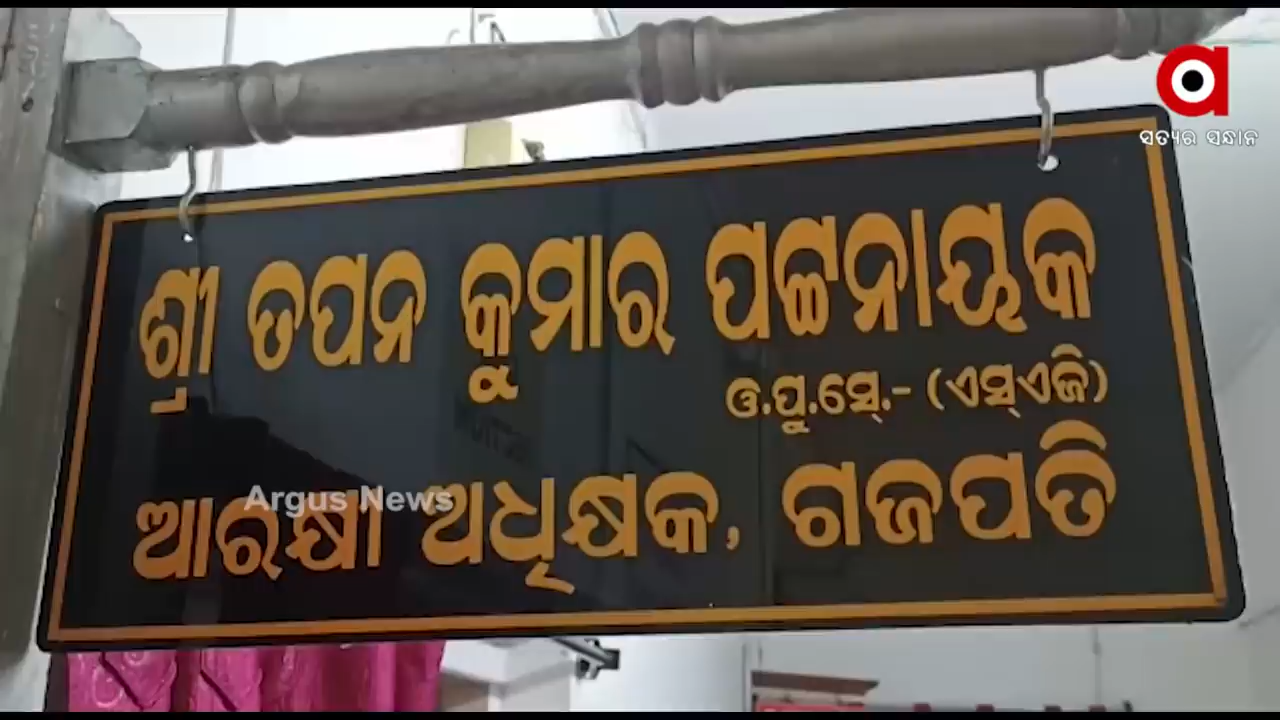 ସତ୍ୟର ସନ୍ଧାନ
ଶ୍ରୀ ତପନ କୁମାର ପଟ୍ଟନାୟକ
ଓ.ପୁ.ସେ.- (ଏସ୍ଏଜି)
ଆରକ୍ଷୀ ଅଧିକ୍ଷକ, ଗଜପତି
Argus News